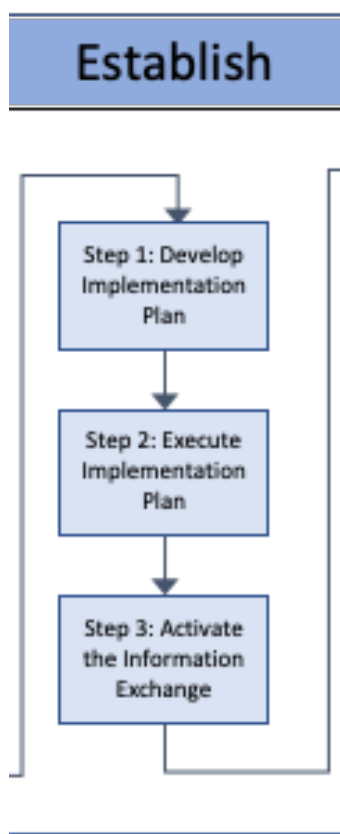 Establish
Step 1: Develop
Implementation
Plan
Step 2: Execute
Implementation
Plan
Step 3: Activate
the Information
Exchange